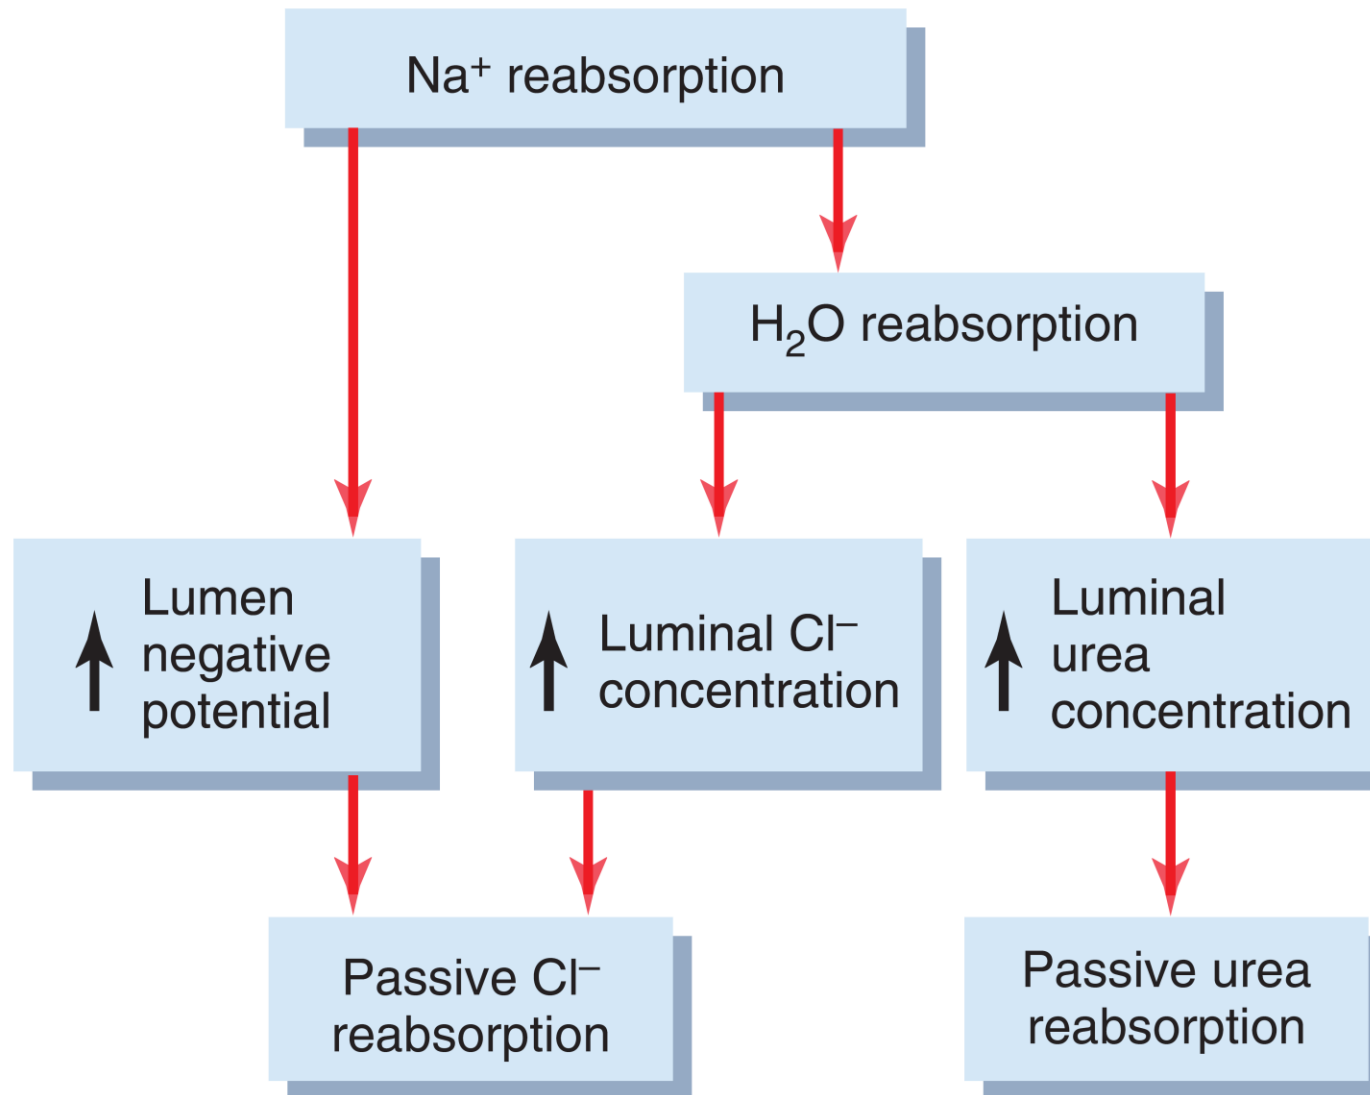 Na⁺ reabsorption
H₂O reabsorption
Lumen
negative
potential
Luminal Cl⁻
concentration
Luminal
urea
concentration
Passive Cl⁻
reabsorption
Passive urea
reabsorption